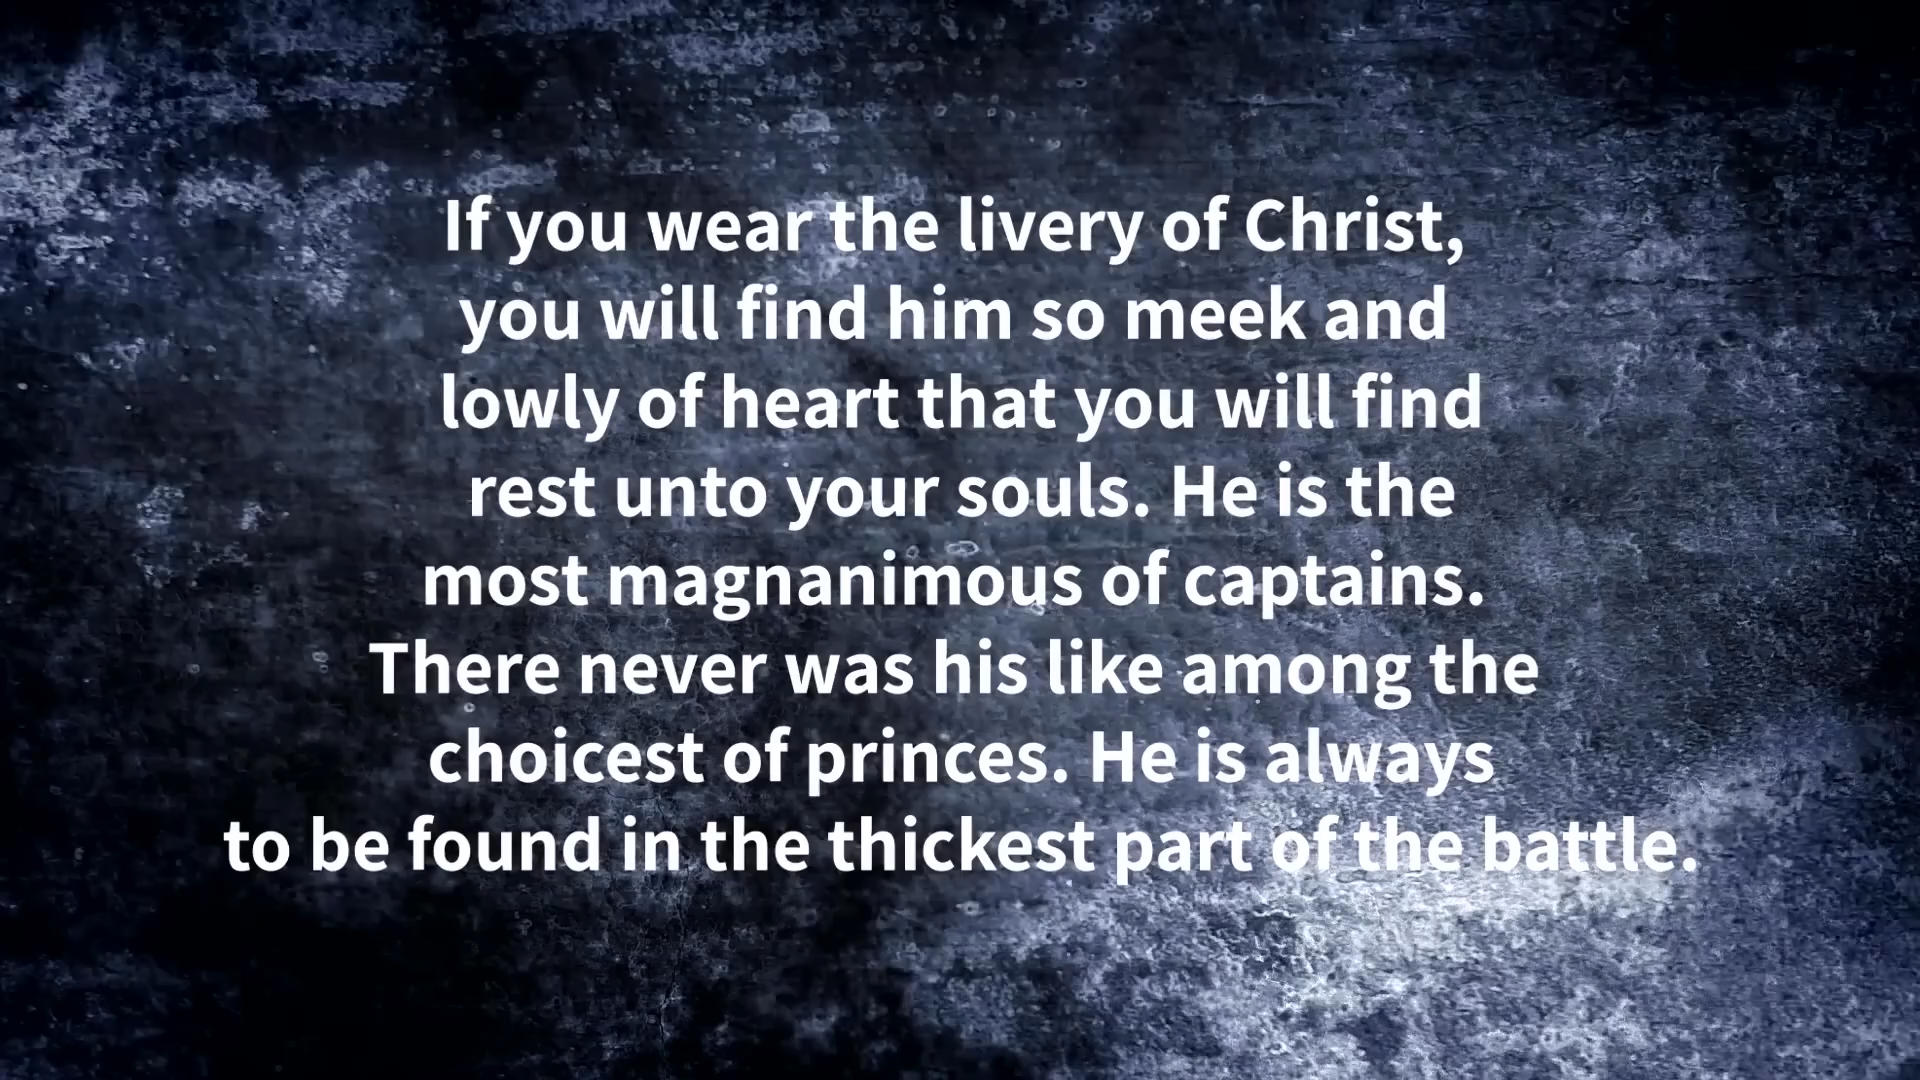 If you wear the livery of Christ,
you will find him so meek and
lowly of heart that you will find
rest unto your souls. He is the
most magnanimous of captains.
There never was his like among the
choicest of princes. He is always
to be found in the thickest part of the battle.